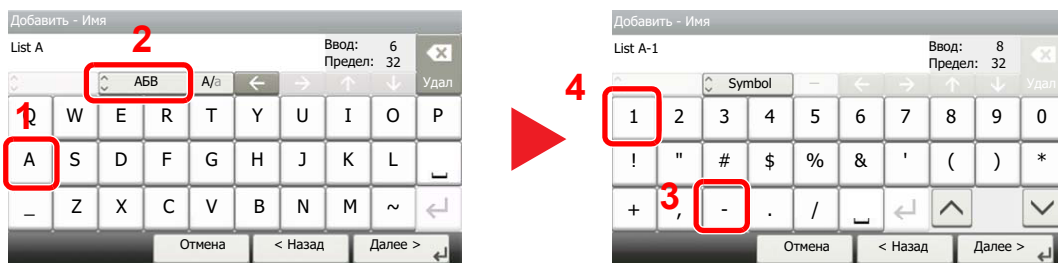 Добавить - Имя
2
List A
Ввод: 6
Предел: 32
АБВ A/a ← → ↑ ↓ Удал
1
Q W E R T Y U I O P
A S D F G H J K L
_ Z X C V B N M ~
Отмена < Назад Далее >
Добавить - Имя
List A-1
Ввод: 8
Предел: 32
4
Symbol ← → ↑ ↓ Удал
1 2 3 4 5 6 7 8 9 0
! " # $ % & ' ( ) *
3
+ , - . /
Отмена < Назад Далее >